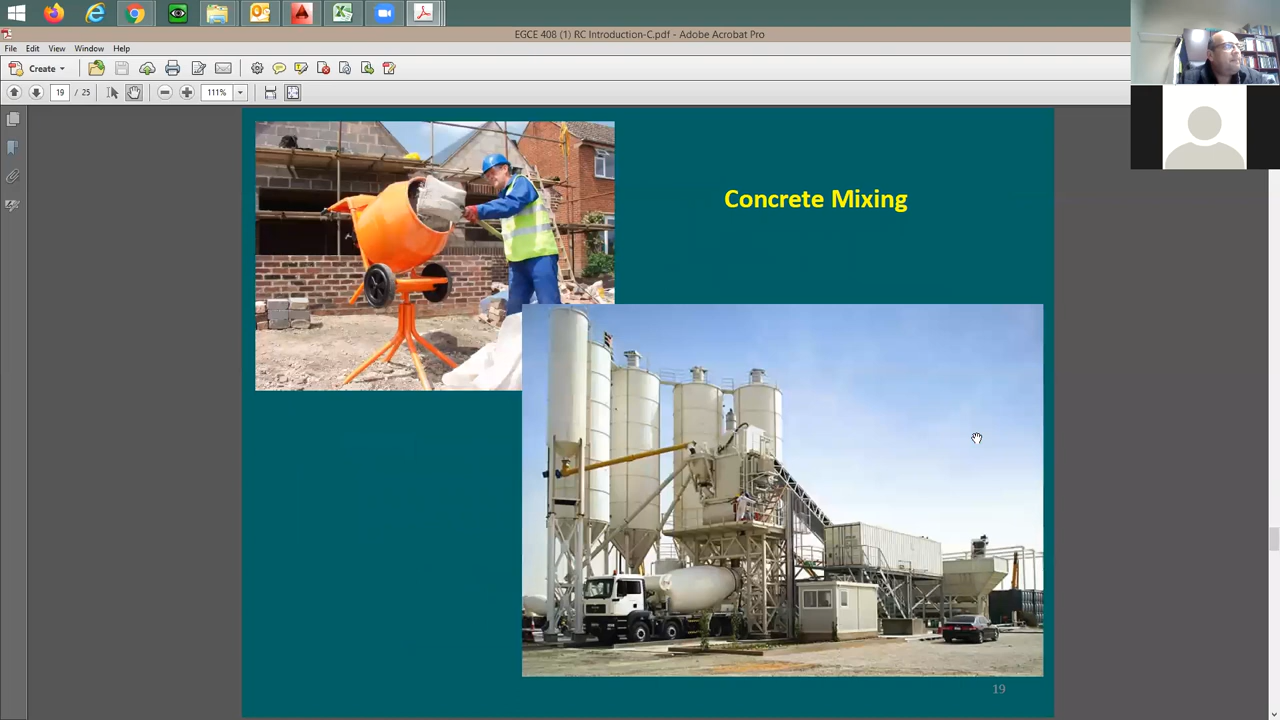 EGCE 408 (1) RC Introduction-C.pdf - Adobe Acrobat Pro
File Edit View Window Help
Create
19 / 25 111%
Concrete Mixing
19